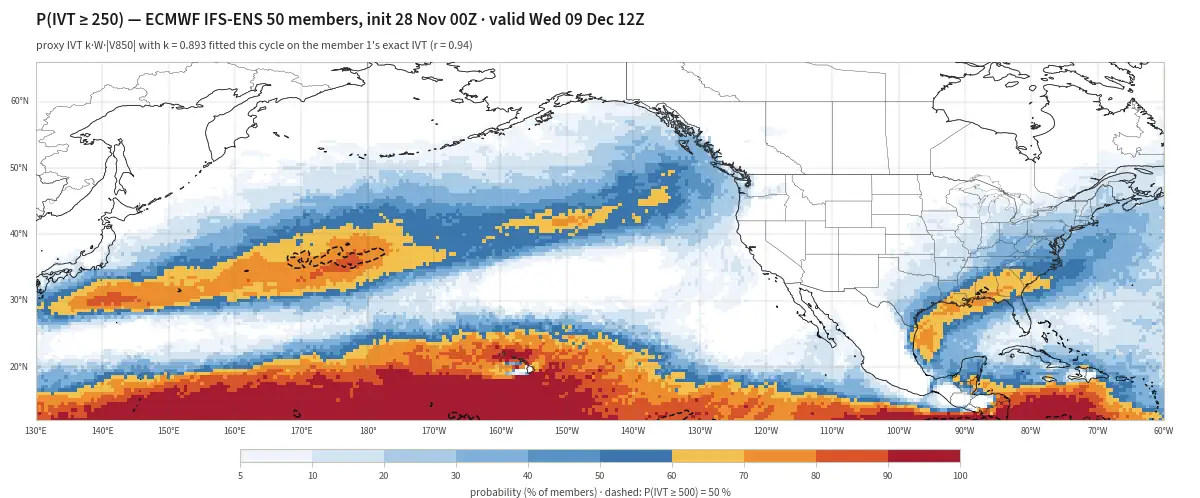 P(IVT ≥ 250) — ECMWF IFS-ENS 50 members, init 28 Nov 00Z · valid Wed 09 Dec 12Z
proxy IVT k·W·|V850| with k = 0.893 fitted this cycle on the member 1's exact IVT (r = 0.94)
60°N
50°N
40°N
30°N
20°N
130°E 140°E 150°E 160°E 170°E 180° 170°W 160°W 150°W 140°W 130°W 120°W 110°W 100°W 90°W 80°W 70°W 60°W
5 10 20 30 40 50 60 70 80 90 100
probability (% of members) · dashed: P(IVT ≥ 500) = 50 %